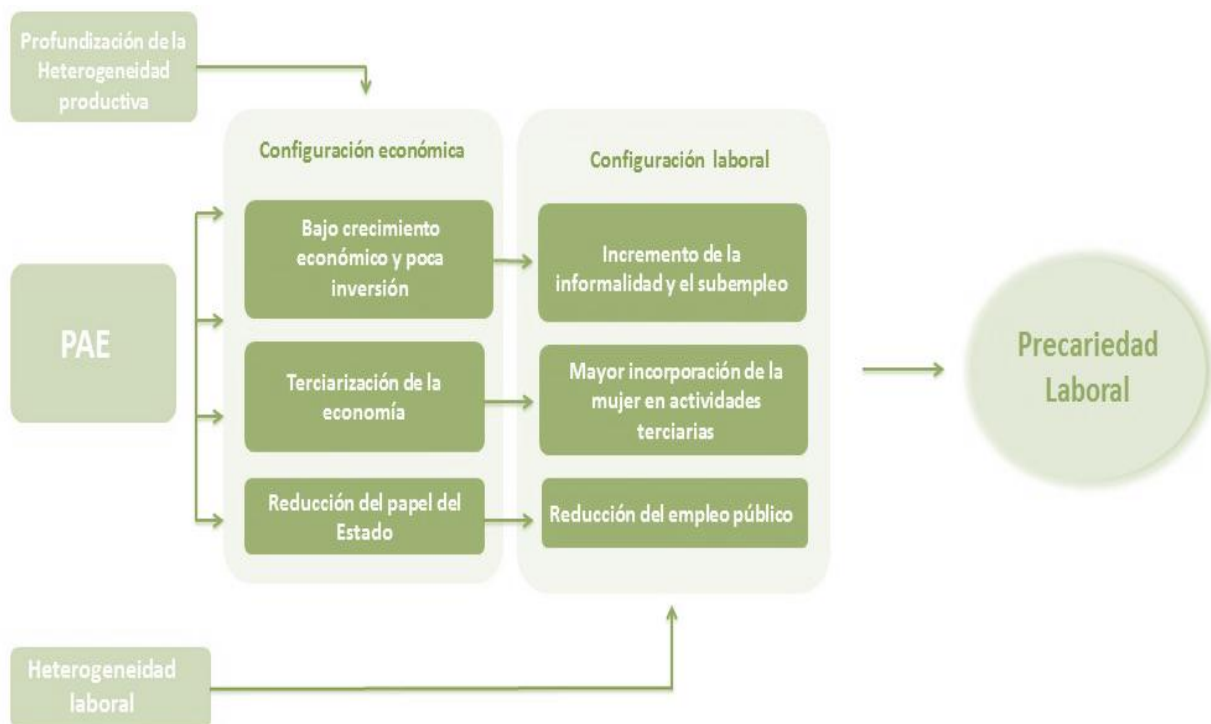 Profundización de la
Heterogeneidad
productiva
Configuración económica
Configuración laboral
Bajo crecimiento
económico y poca
inversión
Incremento de la
informalidad y el subempleo
PAE
Precariedad
Laboral
Terciarización de la
economía
Mayor incorporación de la
mujer en actividades
terciarias
Reducción del papel del
Estado
Reducción del empleo público
Heterogeneidad
laboral